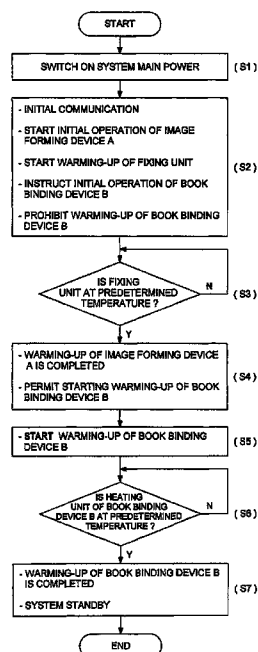 START
SWITCH ON SYSTEM MAIN POWER
(S1)
- INITIAL COMMUNICATION
- START INITIAL OPERATION OF IMAGE
FORMING DEVICE A
- START WARMING-UP OF FIXING UNIT
- INSTRUCT INITIAL OPERATION OF BOOK
BINDING DEVICE B
- PROHIBIT WARMING-UP OF BOOK BINDING
DEVICE B
(S2)
IS FIXING
UNIT AT PREDETERMINED
TEMPERATURE ?
N
(S3)
Y
- WARMING-UP OF IMAGE FORMING DEVICE
A IS COMPLETED
- PERMIT STARTING WARMING-UP OF BOOK
BINDING DEVICE B
(S4)
- START WARMING-UP OF BOOK BINDING
DEVICE B
(S5)
IS HEATING
UNIT OF BOOK BINDING
DEVICE B AT PREDETERMINED
TEMPERATURE ?
N
(S6)
Y
- WARMING-UP OF BOOK BINDING DEVICE B
IS COMPLETED
- SYSTEM STANDBY
(S7)
END